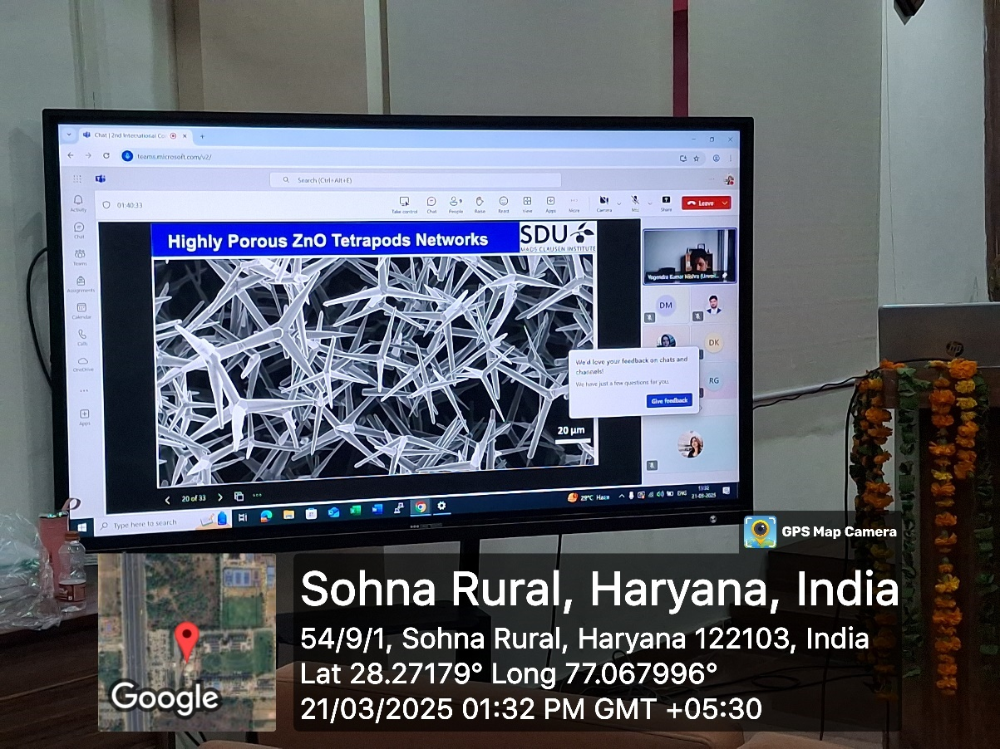 Chat | 2nd International Co
teams.microsoft.com/v2/
Search (Ctrl+Alt+E)
01:40:33
Take control
Chat
People
Raise
React
View
Apps
More
Camera
Mic
Share
Leave
Activity
Chat
Teams
Assignments
Calendar
Calls
OneDrive
Apps
Highly Porous ZnO Tetrapods Networks
SDU
MADS CLAUSEN INSTITUTE
20 µm
Yogendra Kumar Mishra
DM
DK
RG
We'd love your feedback on chats and
channels!
We have just a few questions for you.
Give feedback
20 of 33
Type here to search
29°C Haze
ENG
13:32
21-03-2025
hp
GPS Map Camera
Google
Sohna Rural, Haryana, India
54/9/1, Sohna Rural, Haryana 122103, India
Lat 28.27179° Long 77.067996°
21/03/2025 01:32 PM GMT +05:30